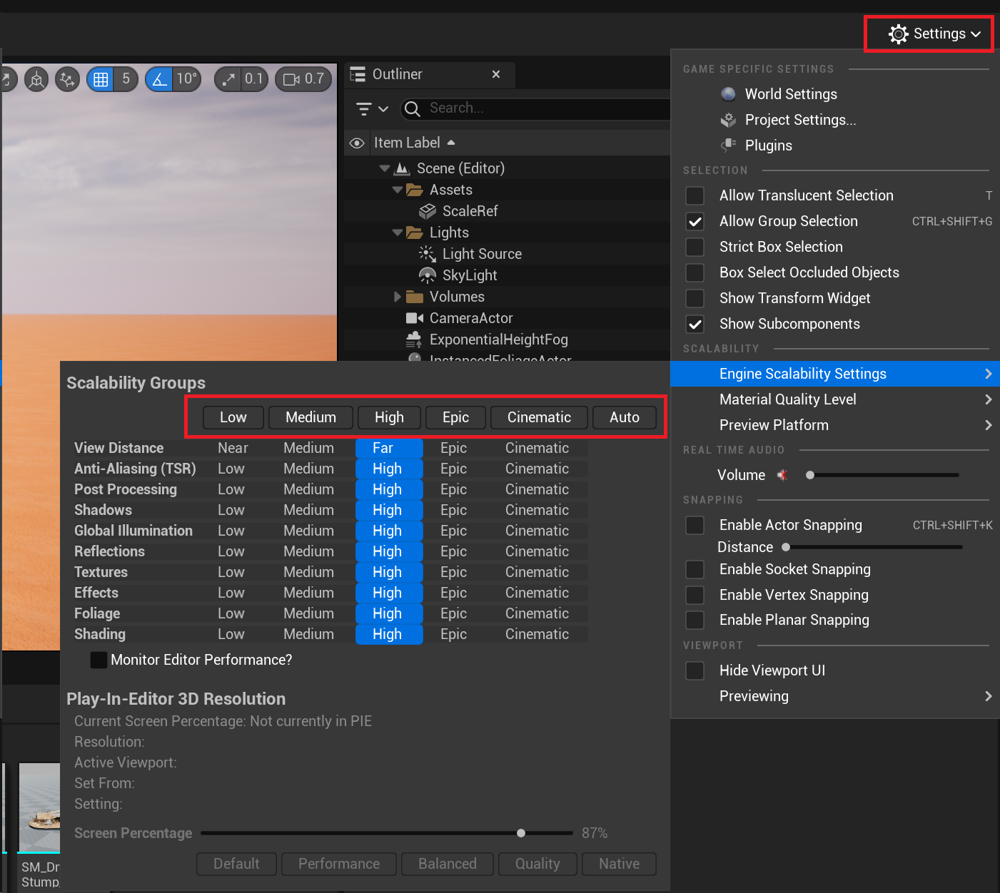 Settings
5
10°
0.1
0.7
Outliner
Search...
Item Label
Scene (Editor)
Assets
ScaleRef
Lights
Light Source
SkyLight
Volumes
CameraActor
ExponentialHeightFog
InstancedFoliageActor
GAME SPECIFIC SETTINGS
World Settings
Project Settings...
Plugins
SELECTION
Allow Translucent Selection T
Allow Group Selection CTRL+SHIFT+G
Strict Box Selection
Box Select Occluded Objects
Show Transform Widget
Show Subcomponents
SCALABILITY
Engine Scalability Settings
Material Quality Level
Preview Platform
REAL TIME AUDIO
Volume
SNAPPING
Enable Actor Snapping CTRL+SHIFT+K
Distance
Enable Socket Snapping
Enable Vertex Snapping
Enable Planar Snapping
VIEWPORT
Hide Viewport UI
Previewing
Scalability Groups
Low Medium High Epic Cinematic Auto
View Distance Near Medium Far Epic Cinematic
Anti-Aliasing (TSR) Low Medium High Epic Cinematic
Post Processing Low Medium High Epic Cinematic
Shadows Low Medium High Epic Cinematic
Global Illumination Low Medium High Epic Cinematic
Reflections Low Medium High Epic Cinematic
Textures Low Medium High Epic Cinematic
Effects Low Medium High Epic Cinematic
Foliage Low Medium High Epic Cinematic
Shading Low Medium High Epic Cinematic
Monitor Editor Performance?
Play-In-Editor 3D Resolution
Current Screen Percentage: Not currently in PIE
Resolution:
Active Viewport:
Set From:
Setting:
Screen Percentage 87%
Default Performance Balanced Quality Native
SM_Dr
Stump_